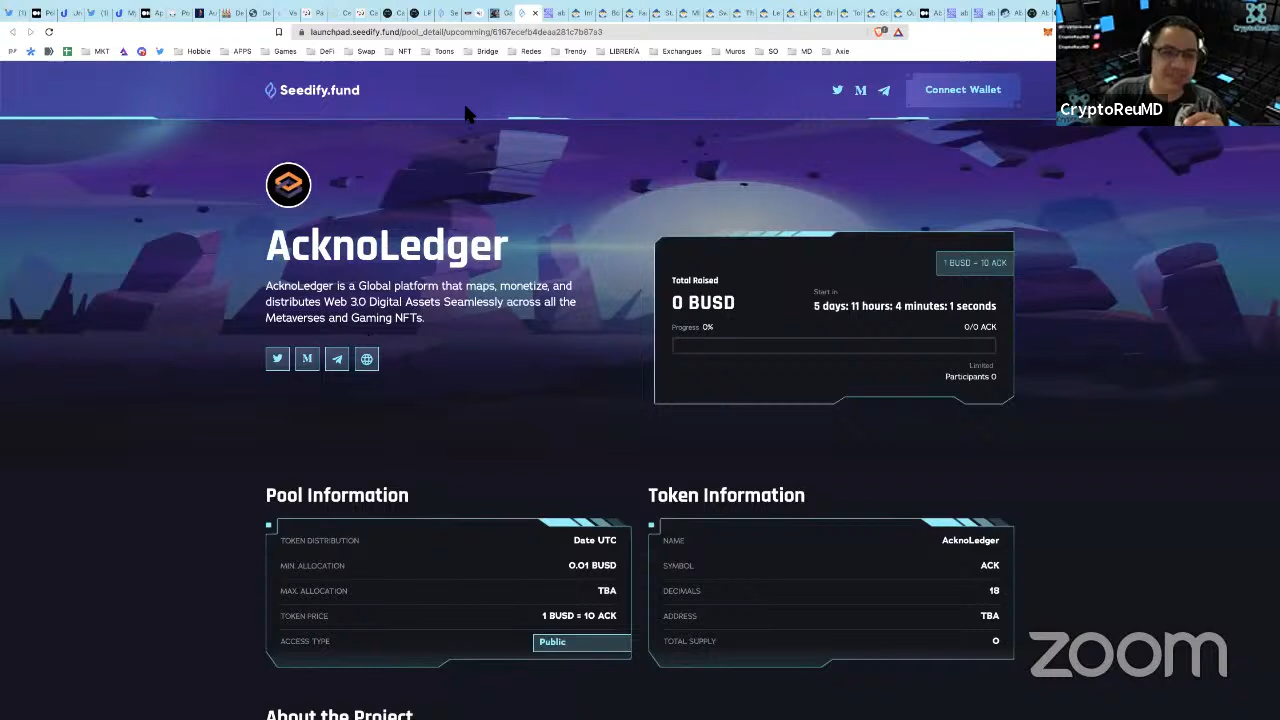 launchpad.seedify.fund/pool_detail/upcomming/6167ecefb4deaa281c7b87a3
PF MKT Hobbie APPS Games DeFi Swap NFT Toons Bridge Redes Trendy LIBRERÍA Exchangues Muros SO MD Axie
Seedify.fund
Connect Wallet
CryptoReuMD
AcknoLedger
AcknoLedger is a Global platform that maps, monetize, and
distributes Web 3.0 Digital Assets Seamlessly across all the
Metaverses and Gaming NFTs.
1 BUSD = 10 ACK
Total Raised
0 BUSD
Start in
5 days: 11 hours: 4 minutes: 1 seconds
Progress 0%
0/0 ACK
Limited
Participants 0
Pool Information
TOKEN DISTRIBUTION Date UTC
MIN. ALLOCATION 0.01 BUSD
MAX. ALLOCATION TBA
TOKEN PRICE 1 BUSD = 10 ACK
ACCESS TYPE Public
Token Information
NAME AcknoLedger
SYMBOL ACK
DECIMALS 18
ADDRESS TBA
TOTAL SUPPLY 0
About the Project
zoom